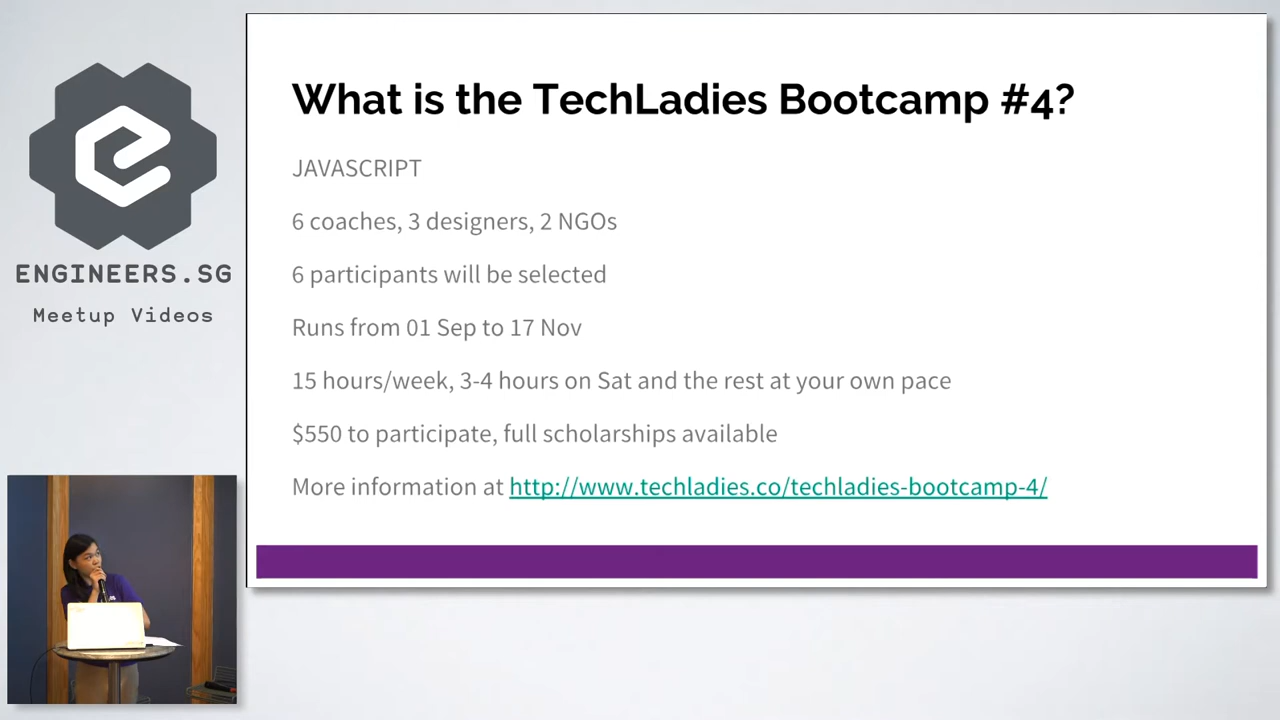 ENGINEERS.SG
Meetup Videos
What is the TechLadies Bootcamp #4?
JAVASCRIPT
6 coaches, 3 designers, 2 NGOs
6 participants will be selected
Runs from 01 Sep to 17 Nov
15 hours/week, 3-4 hours on Sat and the rest at your own pace
$550 to participate, full scholarships available
More information at http://www.techladies.co/techladies-bootcamp-4/